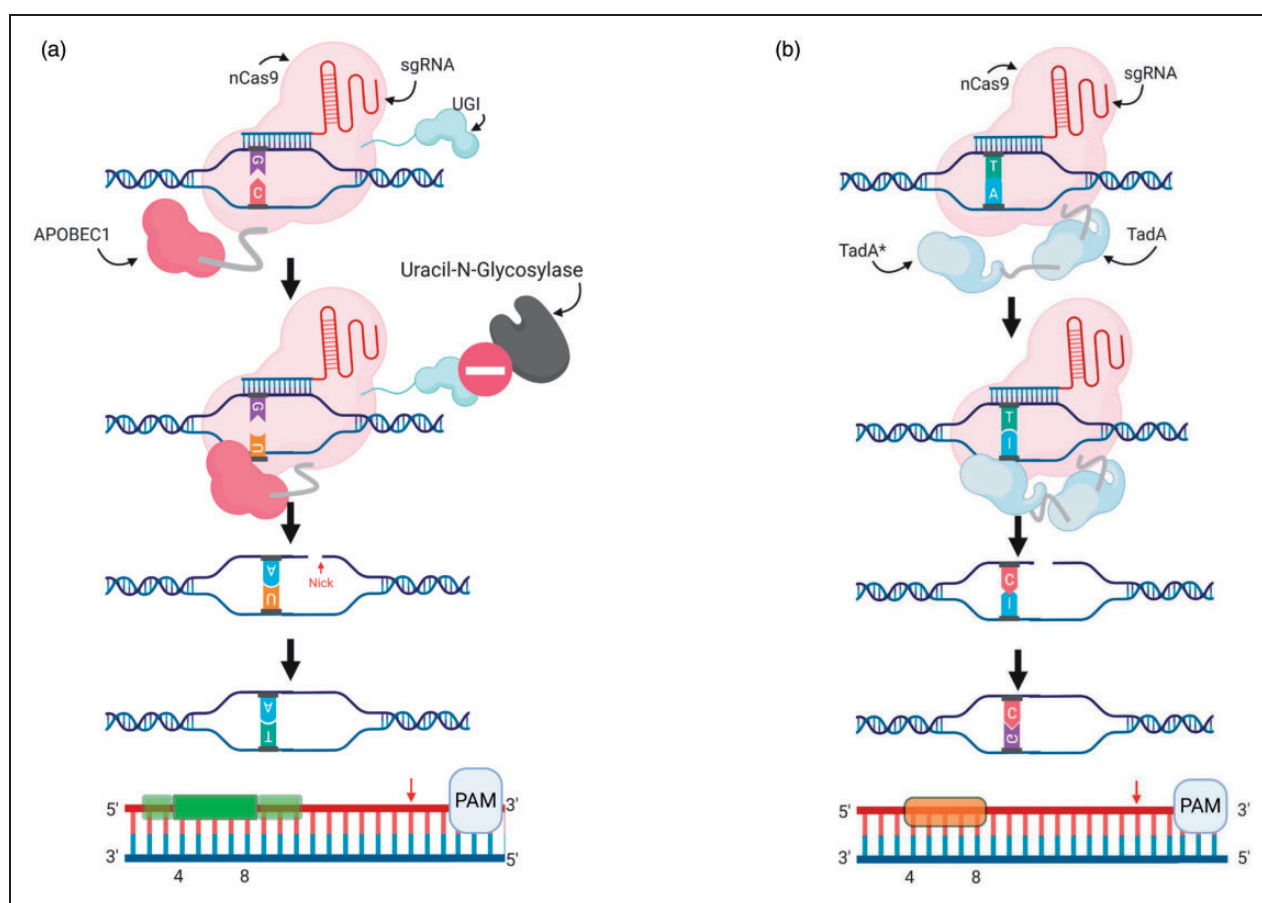 (a)
nCas9
sgRNA
UGI
G
C
APOBEC1
Uracil-N-Glycosylase
G
U
A
U
Nick
A
T
5'
PAM
3'
3'
5'
4 8
(b)
nCas9
sgRNA
T
A
TadA*
TadA
T
I
C
I
C
G
5'
PAM
3'
3'
5'
4 8